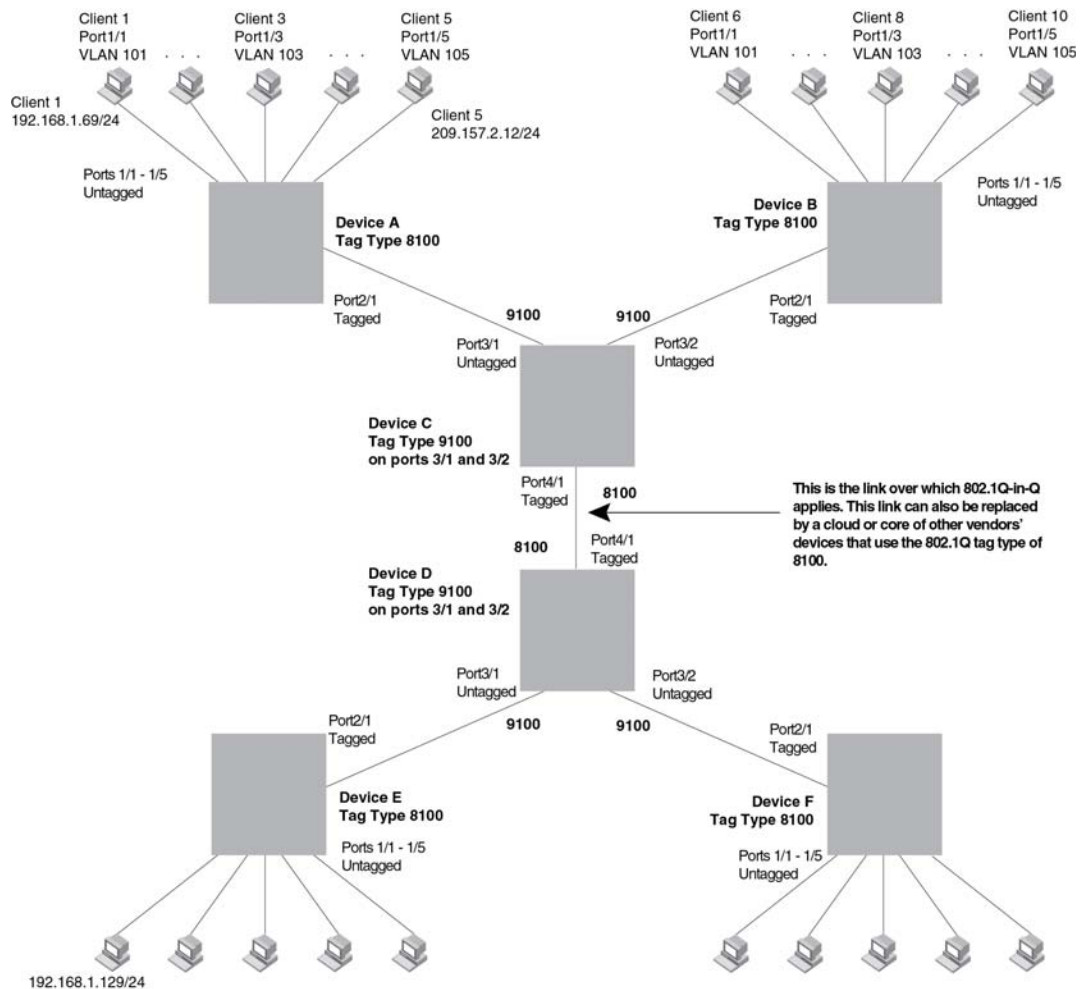 Client 1
Port1/1
VLAN 101
. . .
Client 3
Port1/3
VLAN 103
. . .
Client 5
Port1/5
VLAN 105
Client 6
Port1/1
VLAN 101
. . .
Client 8
Port1/3
VLAN 103
. . .
Client 10
Port1/5
VLAN 105
Client 1
192.168.1.69/24
Client 5
209.157.2.12/24
Ports 1/1 - 1/5
Untagged
Ports 1/1 - 1/5
Untagged
Device A
Tag Type 8100
Device B
Tag Type 8100
Port2/1
Tagged
9100
9100
Port2/1
Tagged
Port3/1
Untagged
Port3/2
Untagged
Device C
Tag Type 9100
on ports 3/1 and 3/2
Port4/1
Tagged
8100
This is the link over which 802.1Q-in-Q
applies. This link can also be replaced
by a cloud or core of other vendors'
devices that use the 802.1Q tag type of
8100.
8100
Port4/1
Tagged
Device D
Tag Type 9100
on ports 3/1 and 3/2
Port3/1
Untagged
Port3/2
Untagged
Port2/1
Tagged
9100
9100
Port2/1
Tagged
Device E
Tag Type 8100
Device F
Tag Type 8100
Ports 1/1 - 1/5
Untagged
Ports 1/1 - 1/5
Untagged
192.168.1.129/24